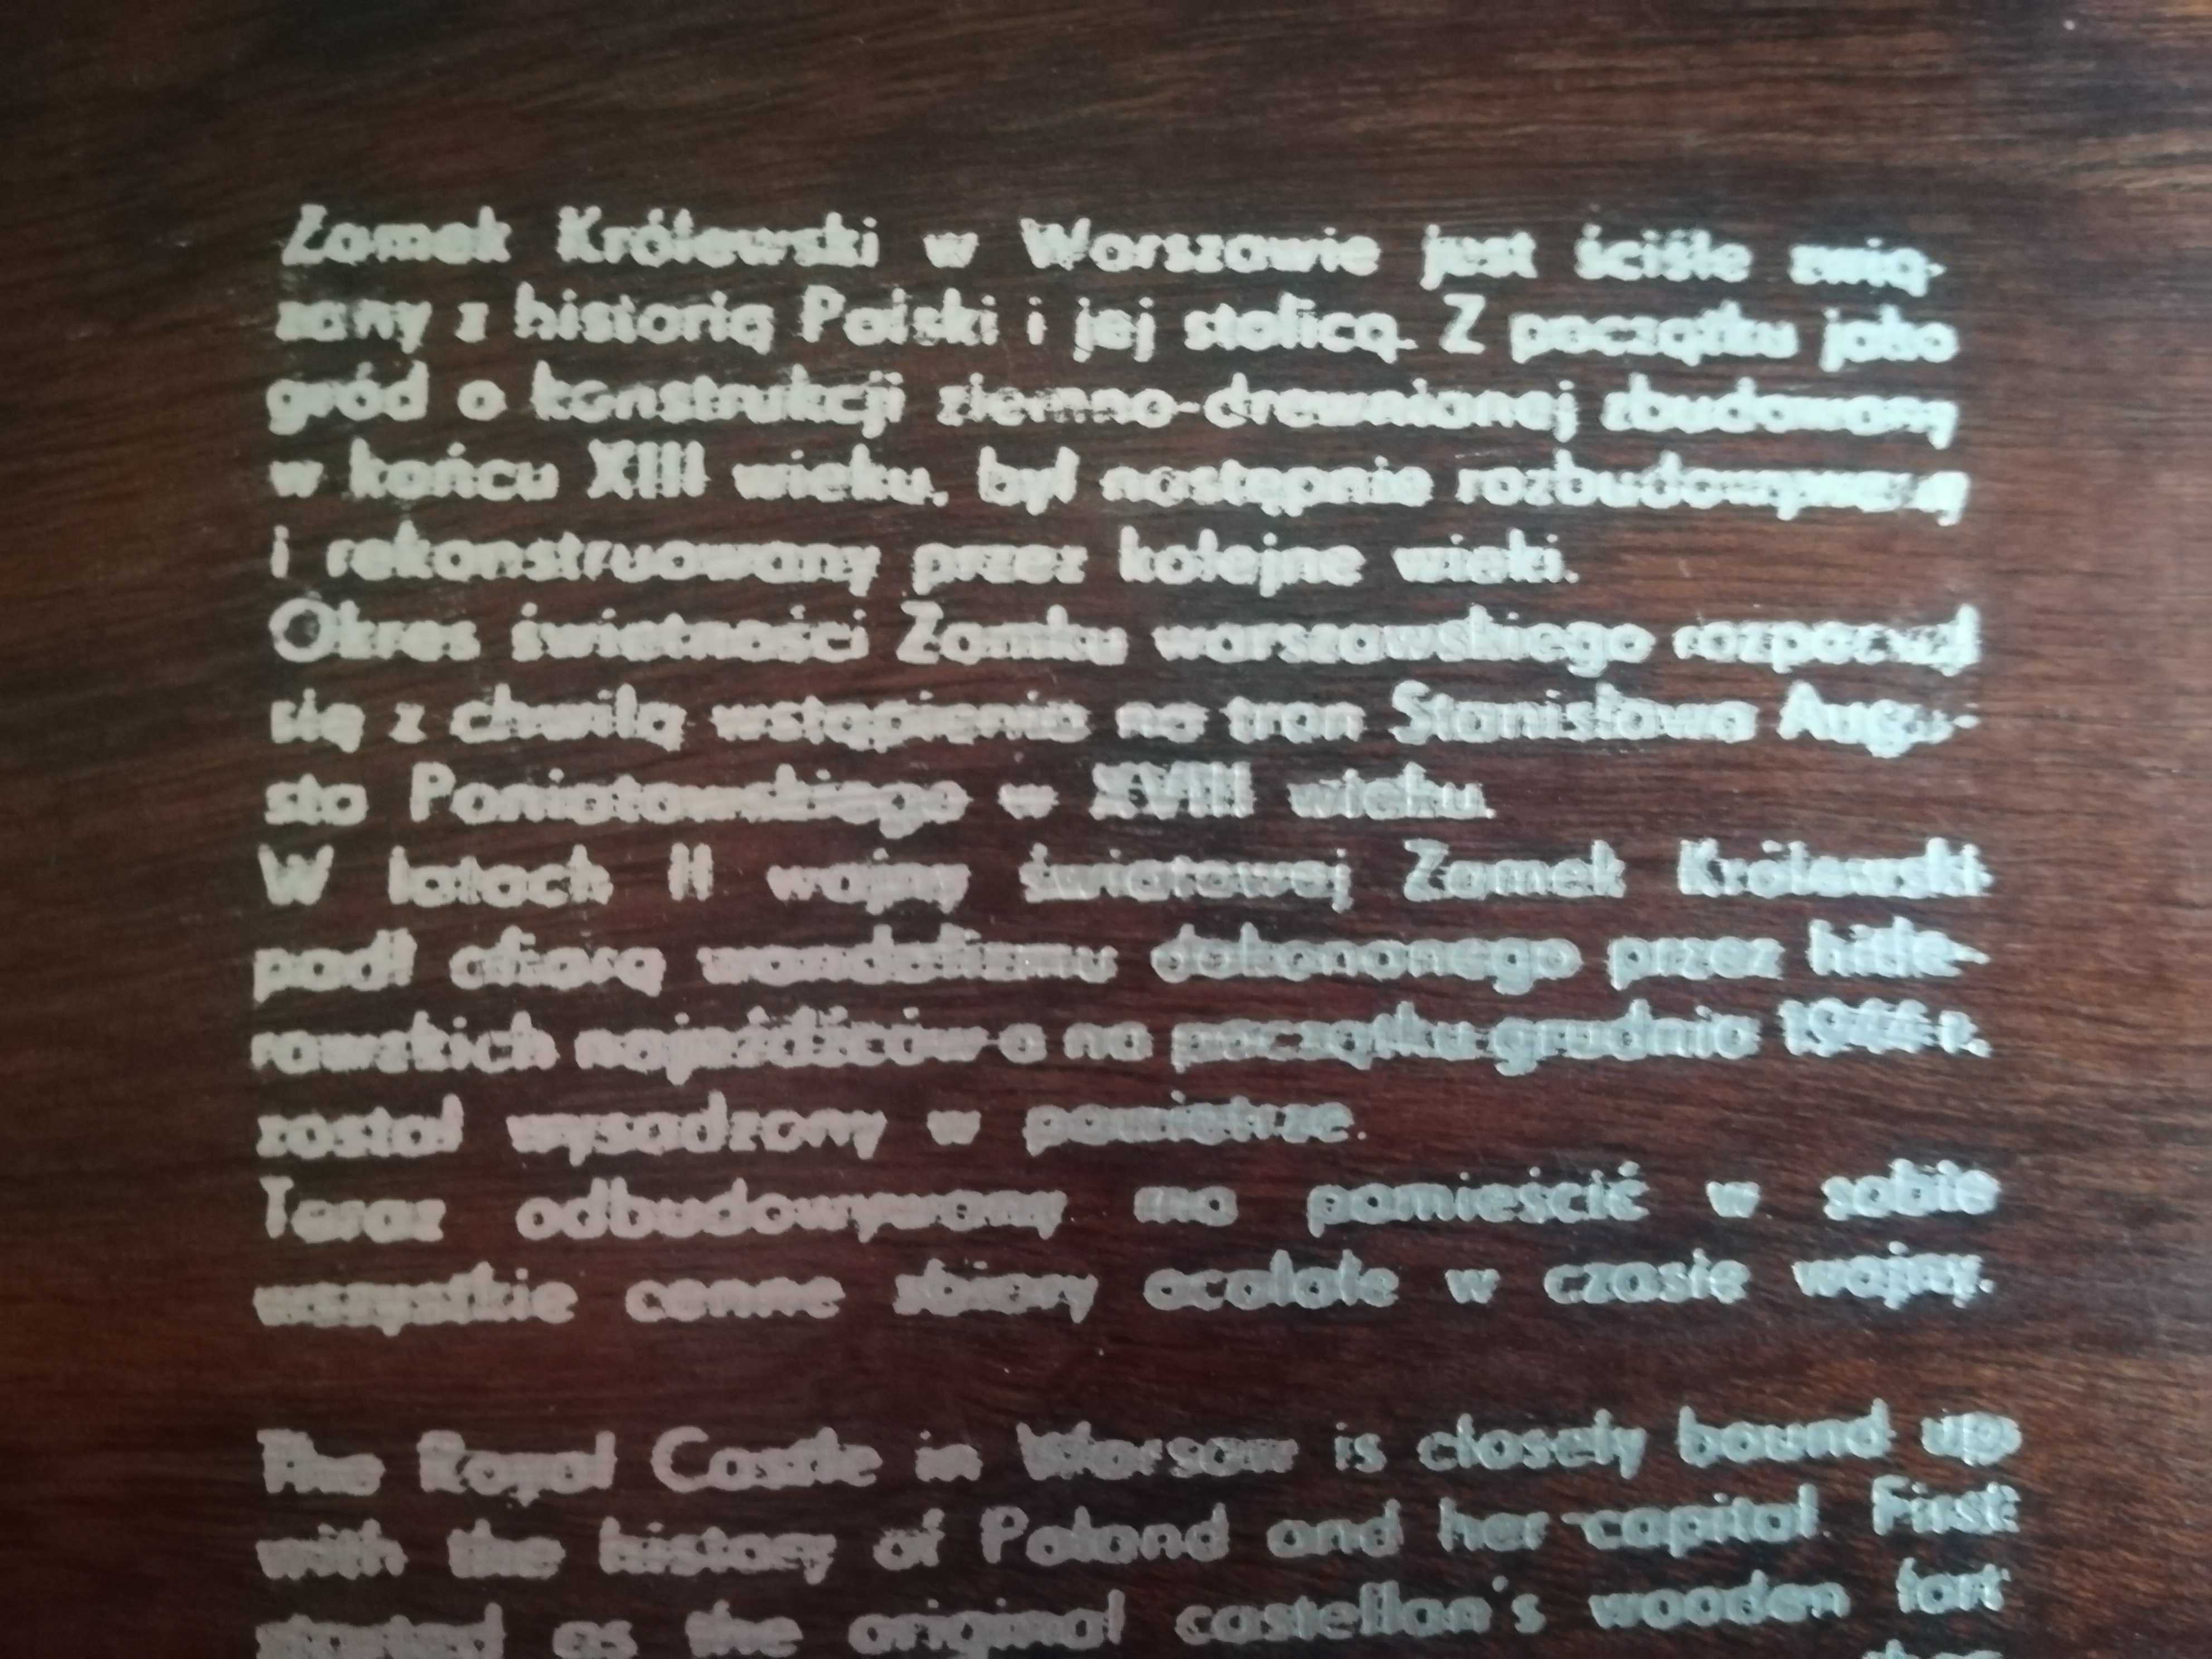 Zamek Królewski w Warszawie just ściśle zwią-
zany z historią Polski i jej stolicą. Z początku jako
gród o konstrukcji ziemno-drewnianej zbudowany
w końcu XIII wieku, był następnie rozbudowywany
i rekonstruowany przez kolejne wieki.
Okres świetności Zamku warszawskiego rozpoczął
się z chwilą wstąpienia na tron Stanisława Augu-
sta Poniatowskiego w XVIII wieku.
W latach II wojny światowej Zamek Królewski
padł ofiarą wandalizmu dokonanego przez hitle-
rowskich najeźdźców a na początku grudnia 1944 r.
został wysadzony w powietrze.
Teraz odbudowywany ma pomieścić w sobie
wszystkie cenne zbiory ocalałe w czasie wojny.
The Royal Castle in Warsaw is closely bound up
with the history of Poland and her capital. First
started as the original castellan's wooden fort